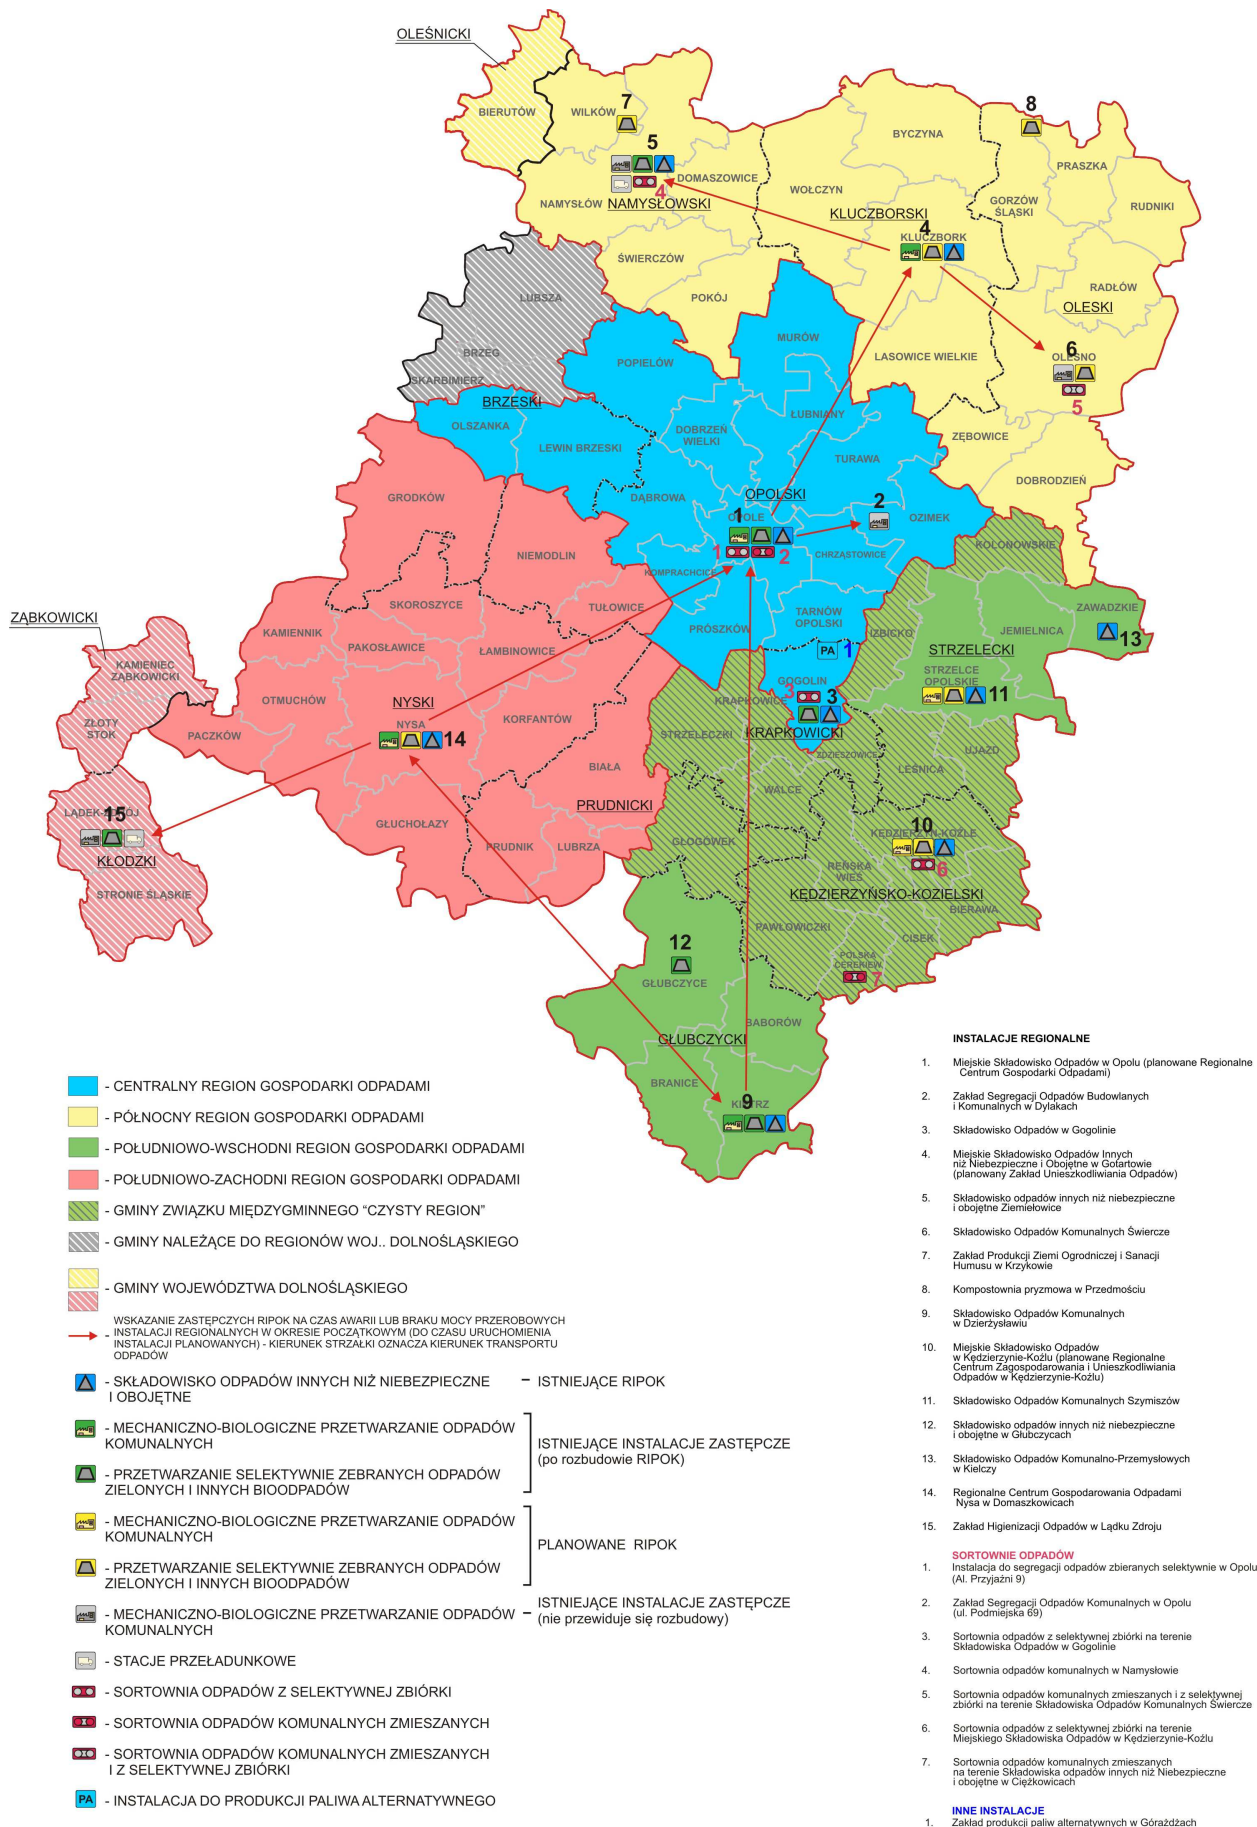 OLEŚNICKI
BIERUTÓW
WILKÓW
7
8
BYCZYNA
PRASZKA
5
DOMASZOWICE
WOŁCZYN
GORZÓW
ŚLĄSKI
RUDNIKI
NAMYSŁÓW
4
NAMYSŁOWSKI
KLUCZBORSKI
4
KLUCZBORK
ŚWIERCZÓW
POKÓJ
RADŁÓW
OLESKI
LUBSZA
MURÓW
BRZEG
POPIELÓW
LASOWICE WIELKIE
6
OLESNO
SKARBIMIERZ
BRZESKI
5
OLSZANKA
ŁUBNIANY
DOBRZEŃ
WIELKI
ZĘBOWICE
LEWIN BRZESKI
TURAWA
DOBRODZIEŃ
GRODKÓW
DĄBROWA
OPOLSKI
2
1
OPOLE
OZIMEK
NIEMODLIN
1
2
CHRZĄSTOWICE
KOLONOWSKIE
KOMPRACHCICE
SKOROSZYCE
TUŁOWICE
ZĄBKOWICKI
TARNÓW
OPOLSKI
ZAWADZKIE
KAMIENNIK
PRÓSZKÓW
IZBICKO
JEMIELNICA
13
PAKOSŁAWICE
ŁAMBINOWICE
PA
1
STRZELECKI
KAMIENIEC
ZĄBKOWICKI
STRZELCE
OPOLSKIE
GOGOLIN
OTMUCHÓW
NYSKI
KRAPKOWICE
3
3
11
ZŁOTY
STOK
NYSA
KORFANTÓW
PACZKÓW
14
STRZELECZKI
KRAPKOWICKI
UJAZD
ZDZIESZOWICE
BIAŁA
LEŚNICA
WALCE
PRUDNICKI
LĄDEK-ZDRÓJ
15
GŁUCHOŁAZY
10
KĘDZIERZYN-KOŹLE
GŁOGÓWEK
PRUDNIK
LUBRZA
KŁODZKI
REŃSKA
WIEŚ
6
STRONIE ŚLĄSKIE
KĘDZIERZYŃSKO-KOZIELSKI
BIERAWA
PAWŁOWICZKI
CISEK
12
POLSKA
CEREKIEW
7
GŁUBCZYCE
BABORÓW
GŁUBCZYCKI
BRANICE
9
KIETRZ
- CENTRALNY REGION GOSPODARKI ODPADAMI
- PÓŁNOCNY REGION GOSPODARKI ODPADAMI
- POŁUDNIOWO-WSCHODNI REGION GOSPODARKI ODPADAMI
- POŁUDNIOWO-ZACHODNI REGION GOSPODARKI ODPADAMI
- GMINY ZWIĄZKU MIĘDZYGMINNEGO “CZYSTY REGION”
- GMINY NALEŻĄCE DO REGIONÓW WOJ.. DOLNOŚLĄSKIEGO
- GMINY WOJEWÓDZTWA DOLNOŚLĄSKIEGO
WSKAZANIE ZASTĘPCZYCH RIPOK NA CZAS AWARII LUB BRAKU MOCY PRZEROBOWYCH
- INSTALACJI REGIONALNYCH W OKRESIE POCZĄTKOWYM (DO CZASU URUCHOMIENIA
INSTALACJI PLANOWANYCH) - KIERUNEK STRZAŁKI OZNACZA KIERUNEK TRANSPORTU
ODPADÓW
- SKŁADOWISKO ODPADÓW INNYCH NIŻ NIEBEZPIECZNE
I OBOJĘTNE
- ISTNIEJĄCE RIPOK
- MECHANICZNO-BIOLOGICZNE PRZETWARZANIE ODPADÓW
KOMUNALNYCH
- PRZETWARZANIE SELEKTYWNIE ZEBRANYCH ODPADÓW
ZIELONYCH I INNYCH BIOODPADÓW
ISTNIEJĄCE INSTALACJE ZASTĘPCZE
(po rozbudowie RIPOK)
- MECHANICZNO-BIOLOGICZNE PRZETWARZANIE ODPADÓW
KOMUNALNYCH
- PRZETWARZANIE SELEKTYWNIE ZEBRANYCH ODPADÓW
ZIELONYCH I INNYCH BIOODPADÓW
PLANOWANE RIPOK
- MECHANICZNO-BIOLOGICZNE PRZETWARZANIE ODPADÓW
KOMUNALNYCH
- ISTNIEJĄCE INSTALACJE ZASTĘPCZE
(nie przewiduje się rozbudowy)
- STACJE PRZEŁADUNKOWE
- SORTOWNIA ODPADÓW Z SELEKTYWNEJ ZBIÓRKI
- SORTOWNIA ODPADÓW KOMUNALNYCH ZMIESZANYCH
- SORTOWNIA ODPADÓW KOMUNALNYCH ZMIESZANYCH
I Z SELEKTYWNEJ ZBIÓRKI
PA - INSTALACJA DO PRODUKCJI PALIWA ALTERNATYWNEGO
INSTALACJE REGIONALNE
1. Miejskie Składowisko Odpadów w Opolu (planowane Regionalne
Centrum Gospodarki Odpadami)
2. Zakład Segregacji Odpadów Budowlanych
i Komunalnych w Dylakach
3. Składowisko Odpadów w Gogolinie
4. Miejskie Składowisko Odpadów Innych
niż Niebezpieczne i Obojętne w Gotartowie
(planowany Zakład Unieszkodliwiania Odpadów)
5. Składowisko odpadów innych niż niebezpieczne
i obojętne Ziemiełowice
6. Składowisko Odpadów Komunalnych Świercze
7. Zakład Produkcji Ziemi Ogrodniczej i Sanacji
Humusu w Krzykowie
8. Kompostownia pryzmowa w Przedmościu
9. Składowisko Odpadów Komunalnych
w Dzierżysławiu
10. Miejskie Składowisko Odpadów
w Kędzierzynie-Koźlu (planowane Regionalne
Centrum Zagospodarowania i Unieszkodliwiania
Odpadów w Kędzierzynie-Koźlu)
11. Składowisko Odpadów Komunalnych Szymiszów
12. Składowisko odpadów innych niż niebezpieczne
i obojętne w Głubczycach
13. Składowisko Odpadów Komunalno-Przemysłowych
w Kielczy
14. Regionalne Centrum Gospodarowania Odpadami
Nysa w Domaszkowicach
15. Zakład Higienizacji Odpadów w Lądku Zdroju
SORTOWNIE ODPADÓW
1. Instalacja do segregacji odpadów zbieranych selektywnie w Opolu
(Al. Przyjaźni 9)
2. Zakład Segregacji Odpadów Komunalnych w Opolu
(ul. Podmiejska 69)
3. Sortownia odpadów z selektywnej zbiórki na terenie
Składowiska Odpadów w Gogolinie
4. Sortownia odpadów komunalnych w Namysłowie
5. Sortownia odpadów komunalnych zmieszanych i z selektywnej
zbiórki na terenie Składowiska Odpadów Komunalnych Świercze
6. Sortownia odpadów z selektywnej zbiórki na terenie
Miejskiego Składowiska Odpadów w Kędzierzynie-Koźlu
7. Sortownia odpadów komunalnych zmieszanych
na terenie Składowiska odpadów innych niż Niebezpieczne
i obojętne w Ciężkowicach
INNE INSTALACJE
1. Zakład produkcji paliw alternatywnych w Górażdżach